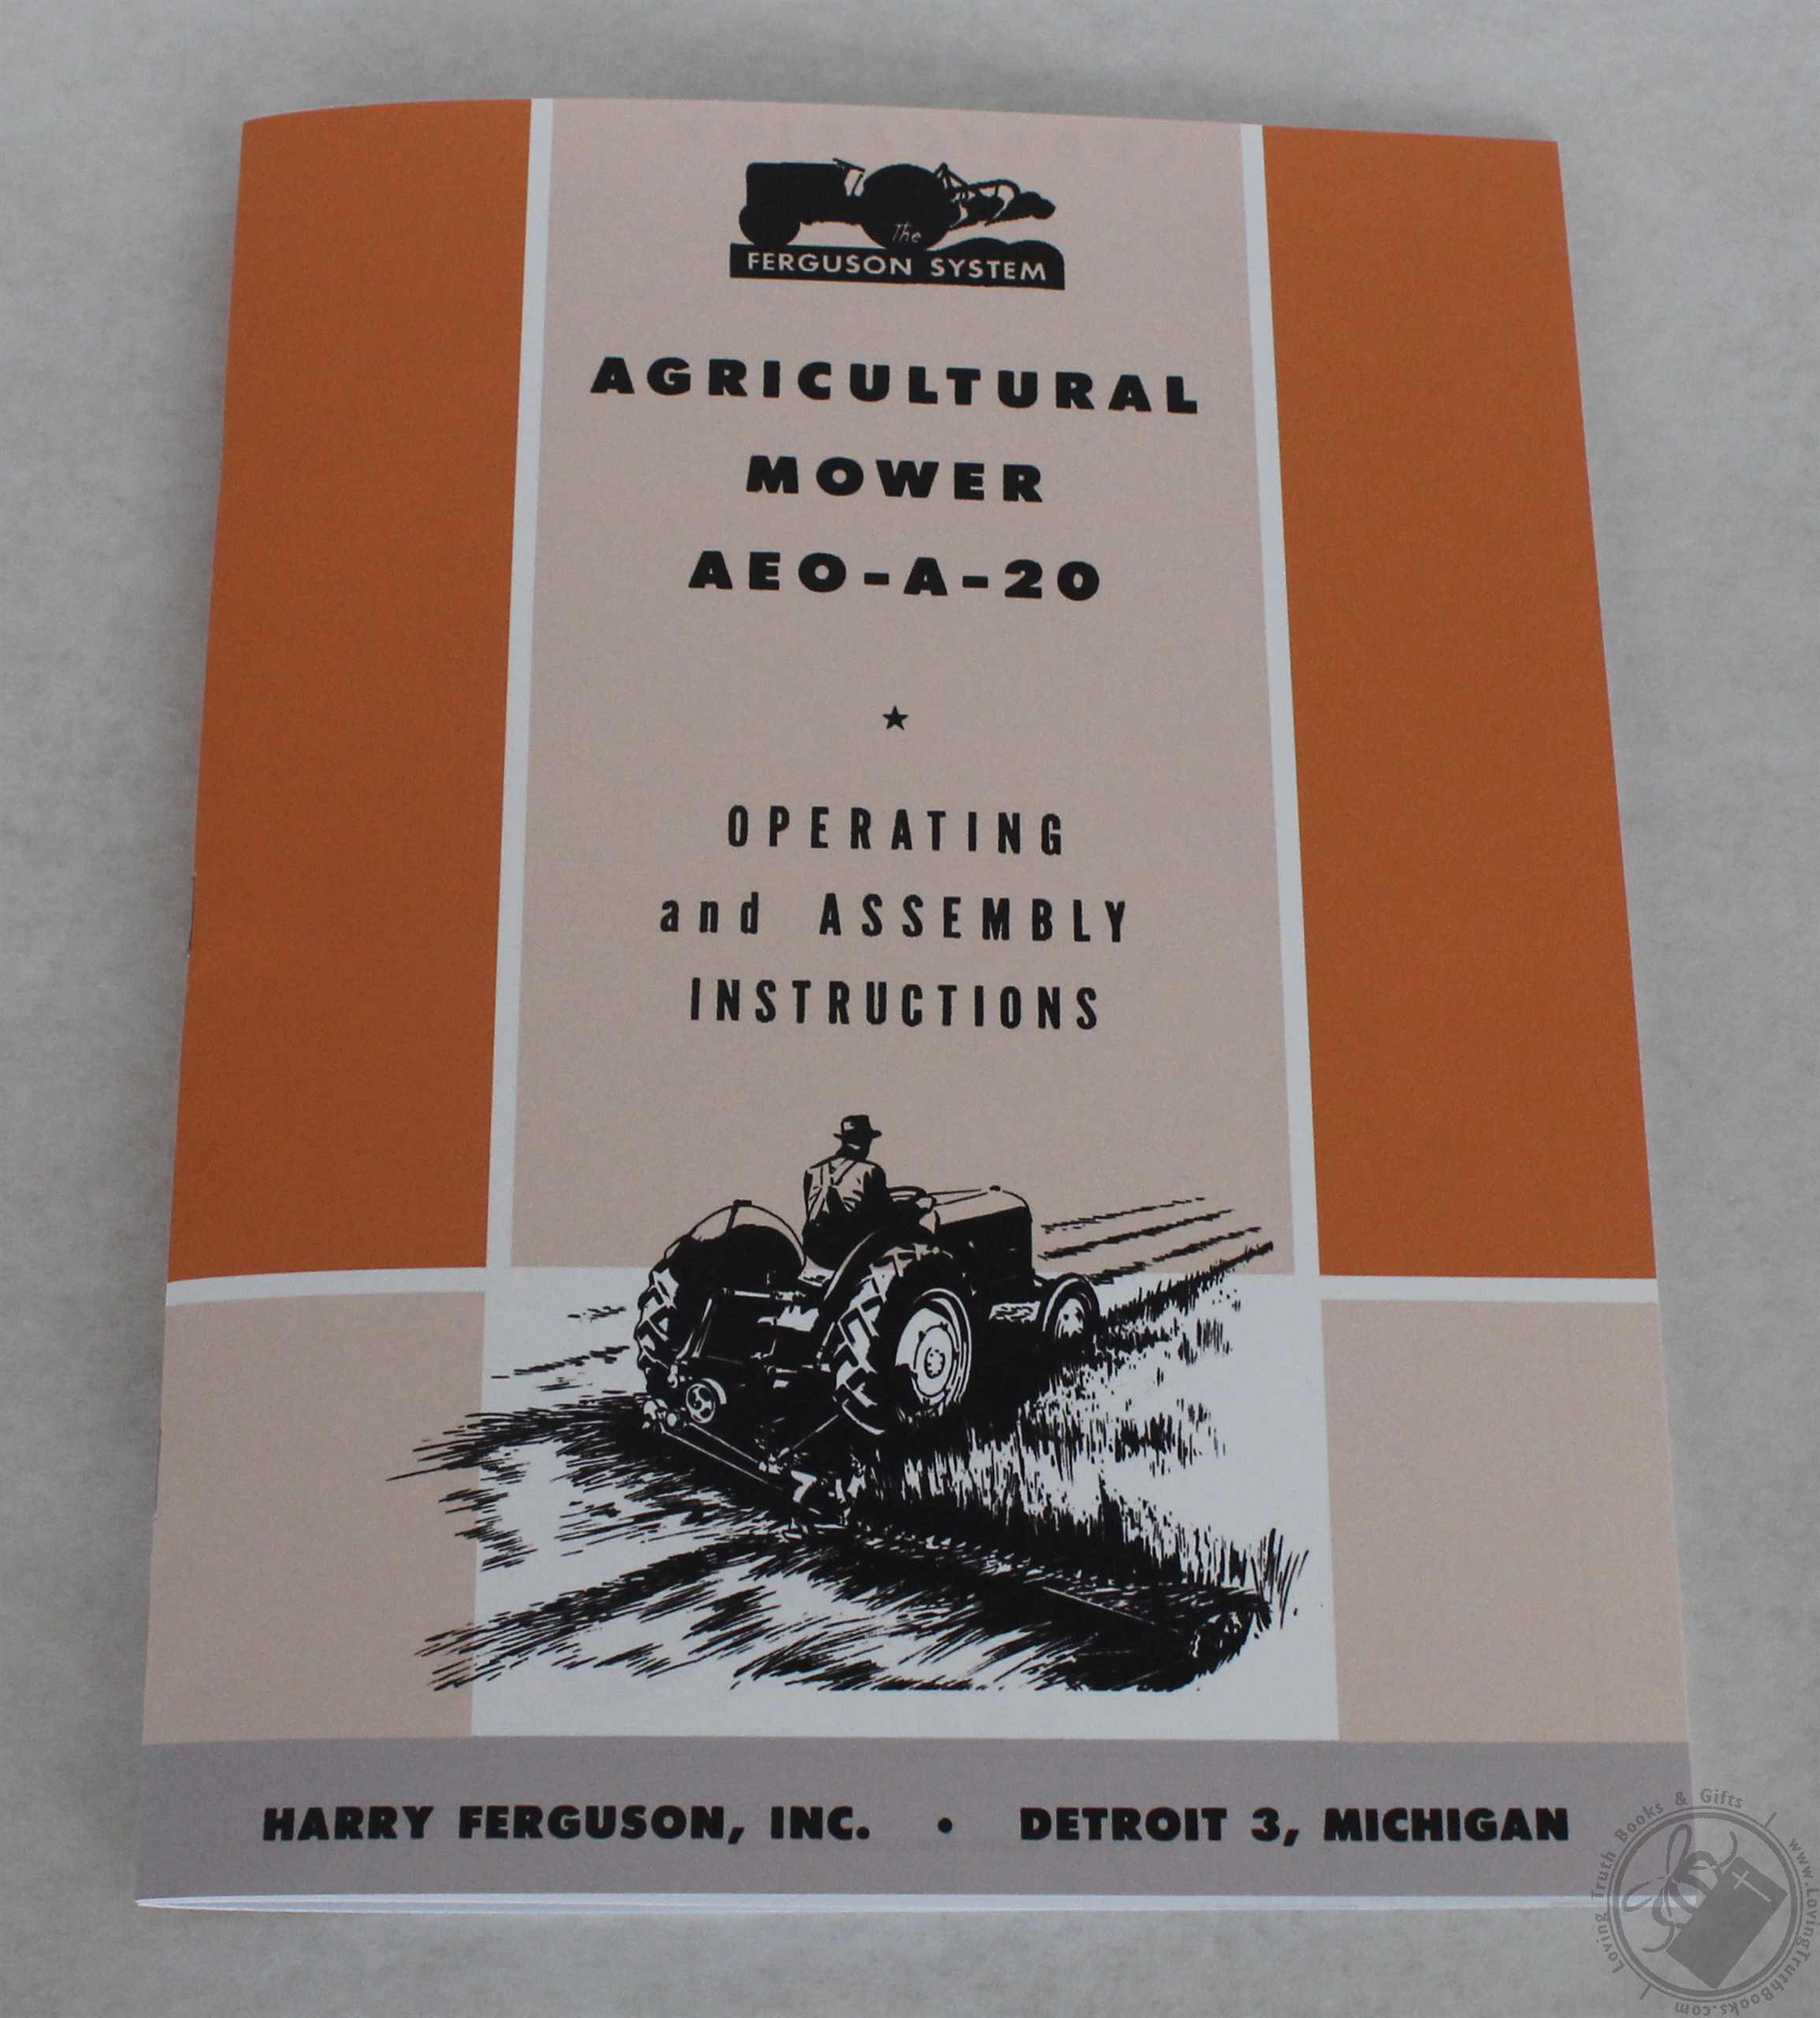 The
FERGUSON SYSTEM
AGRICULTURAL
MOWER
AEO-A-20
★
OPERATING
and ASSEMBLY
INSTRUCTIONS
HARRY FERGUSON, INC. • DETROIT 3, MICHIGAN
Loving Truth Books & Gifts
www.LovingTruthBooks.com